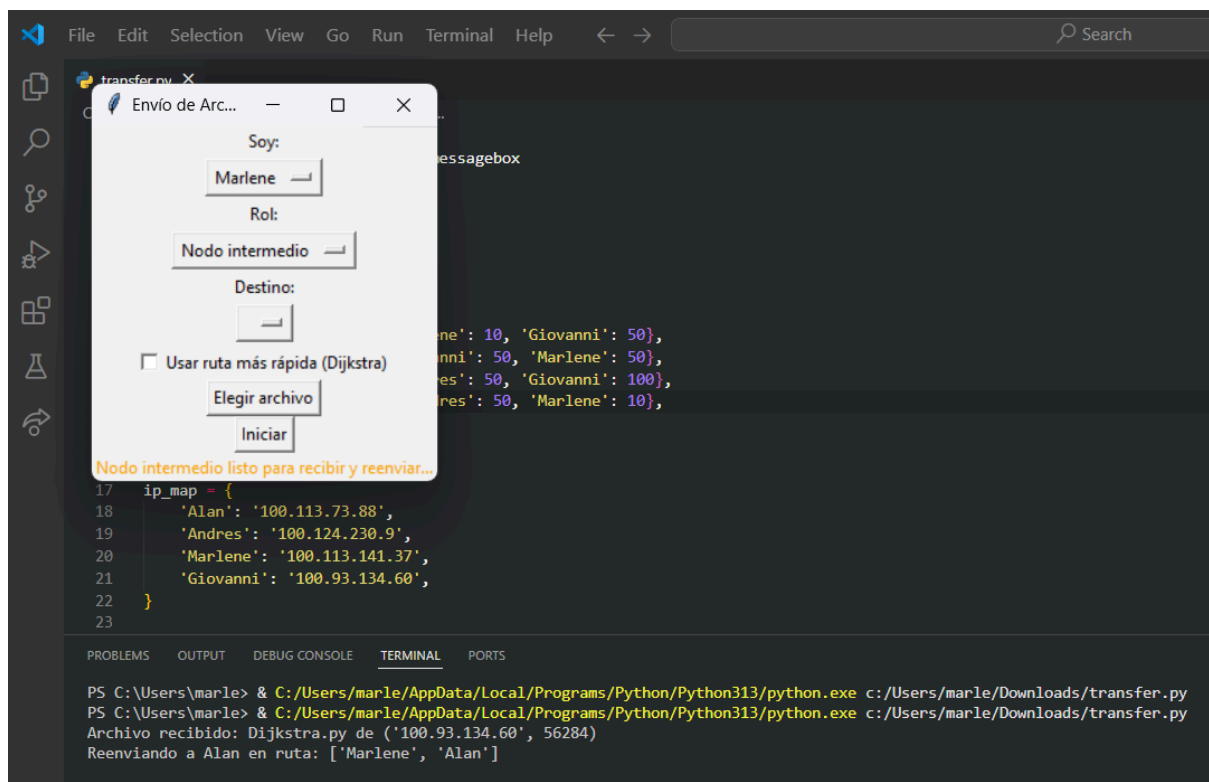 File Edit Selection View Go Run Terminal Help Search
transfer.py
Envío de Arc...
Soy:
essagebox
Marlene
Rol:
Nodo intermedio
Destino:
ne': 10, 'Giovanni': 50},
nni': 50, 'Marlene': 50},
Usar ruta más rápida (Dijkstra)
es': 50, 'Giovanni': 100},
Elegir archivo
res': 50, 'Marlene': 10},
Iniciar
Nodo intermedio listo para recibir y reenviar...
17 ip_map = {
18 'Alan': '100.113.73.88',
19 'Andres': '100.124.230.9',
20 'Marlene': '100.113.141.37',
21 'Giovanni': '100.93.134.60',
22 }
23
PROBLEMS OUTPUT DEBUG CONSOLE TERMINAL PORTS
PS C:\Users\marle> & C:/Users/marle/AppData/Local/Programs/Python/Python313/python.exe c:/Users/marle/Downloads/transfer.py
PS C:\Users\marle> & C:/Users/marle/AppData/Local/Programs/Python/Python313/python.exe c:/Users/marle/Downloads/transfer.py
Archivo recibido: Dijkstra.py de ('100.93.134.60', 56284)
Reenviando a Alan en ruta: ['Marlene', 'Alan']